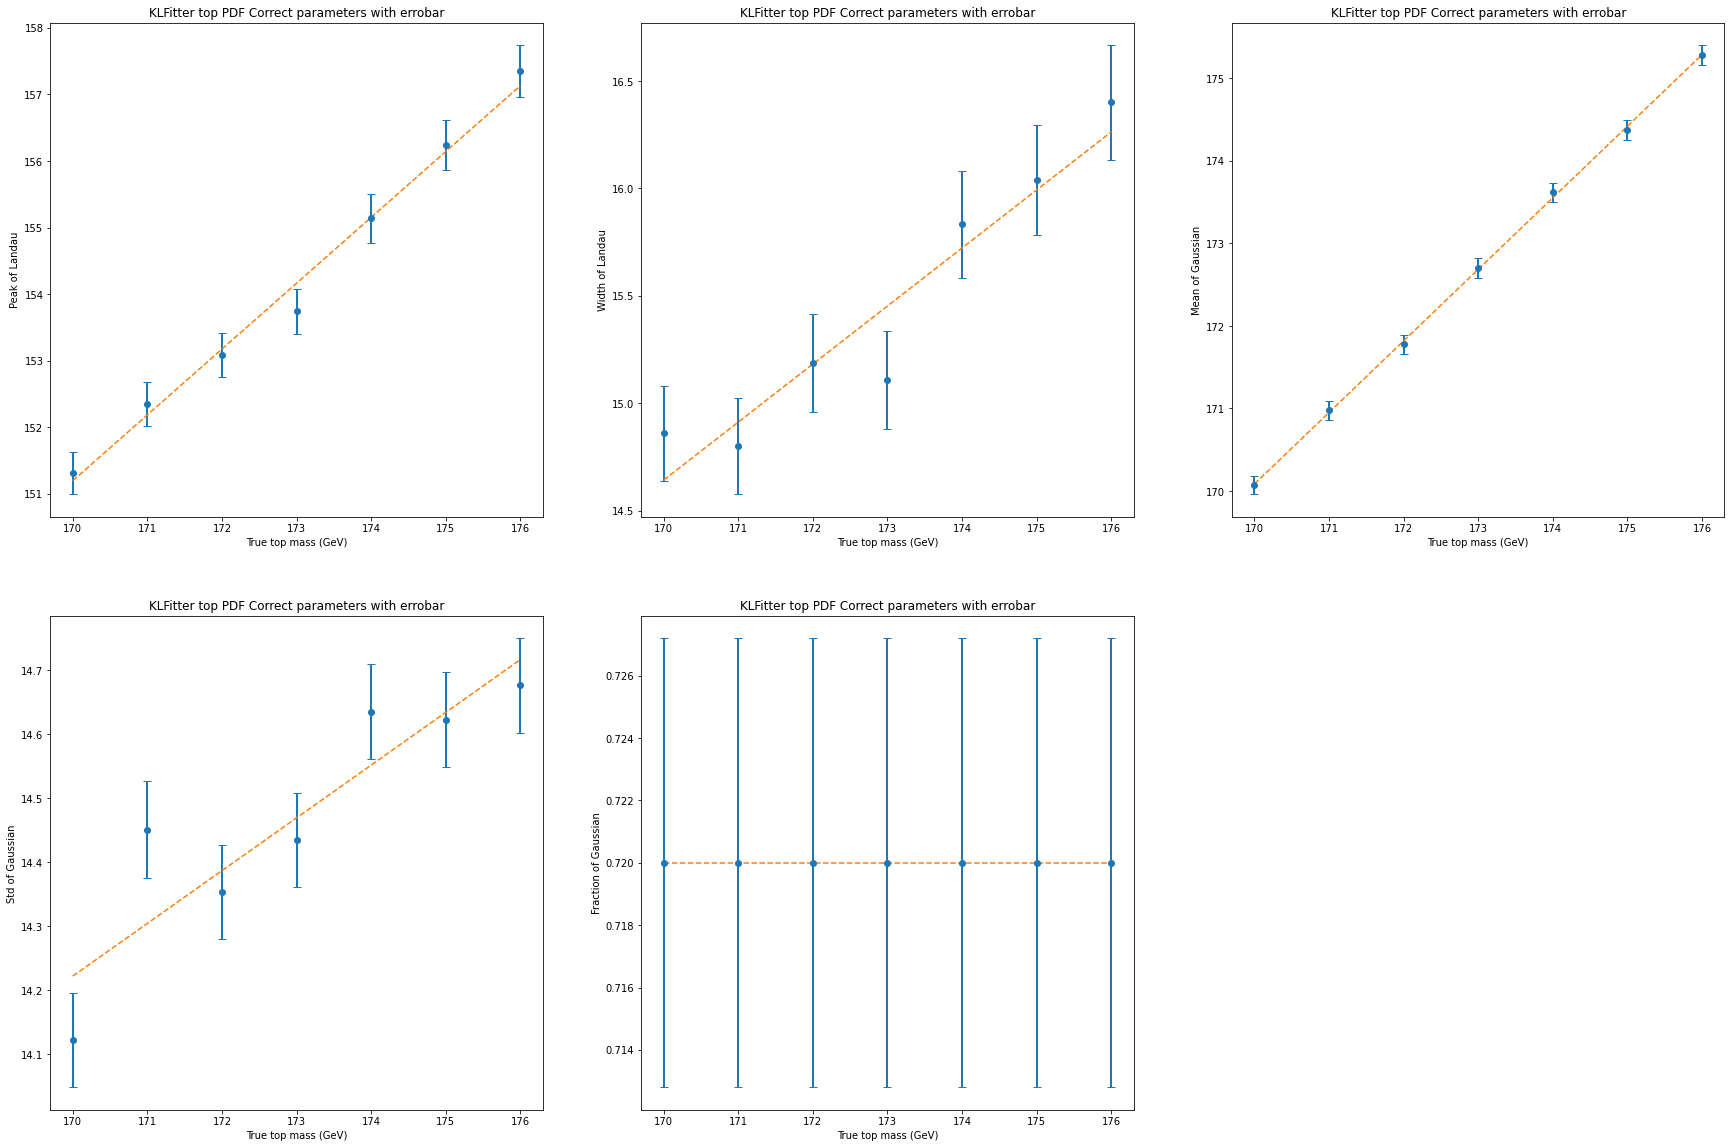 KLFitter top PDF Correct parameters with errobar
158
157
156
155
154
153
152
151
Peak of Landau
170 171 172 173 174 175 176
True top mass (GeV)
KLFitter top PDF Correct parameters with errobar
16.5
16.0
15.5
15.0
14.5
Width of Landau
170 171 172 173 174 175 176
True top mass (GeV)
KLFitter top PDF Correct parameters with errobar
175
174
173
172
171
170
Mean of Gaussian
170 171 172 173 174 175 176
True top mass (GeV)
KLFitter top PDF Correct parameters with errobar
14.7
14.6
14.5
14.4
14.3
14.2
14.1
Std of Gaussian
170 171 172 173 174 175 176
True top mass (GeV)
KLFitter top PDF Correct parameters with errobar
0.726
0.724
0.722
0.720
0.718
0.716
0.714
Fraction of Gaussian
170 171 172 173 174 175 176
True top mass (GeV)